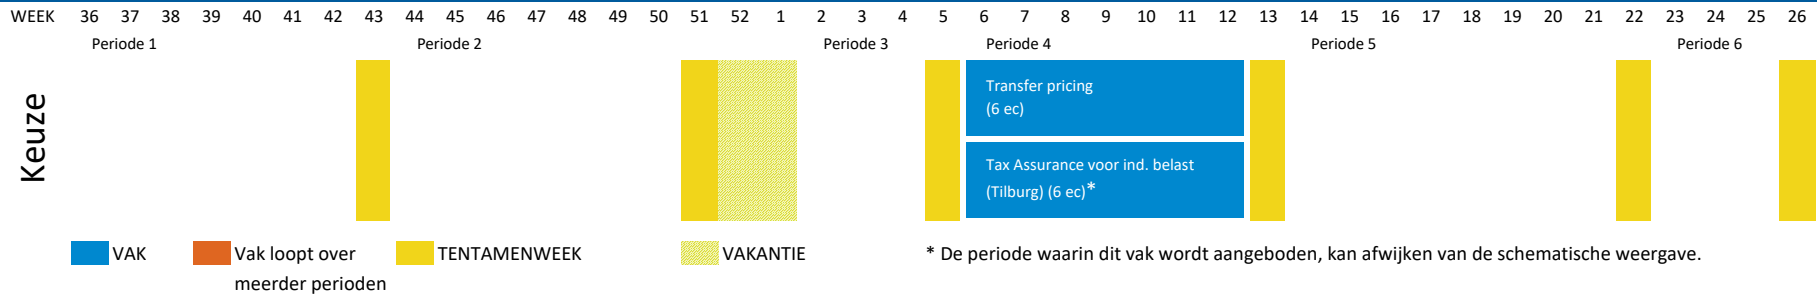 WEEK 36 37 38 39 40 41 42 43 44 45 46 47 48 49 50 51 52 1 2 3 4 5 6 7 8 9 10 11 12 13 14 15 16 17 18 19 20 21 22 23 24 25 26
Periode 1 Periode 2 Periode 3 Periode 4 Periode 5 Periode 6
Keuze
Transfer pricing
(6 ec)
Tax Assurance voor ind. belast
(Tilburg) (6 ec)*
VAK Vak loopt over TENTAMENWEEK VAKANTIE * De periode waarin dit vak wordt aangeboden, kan afwijken van de schematische weergave.
meerder perioden